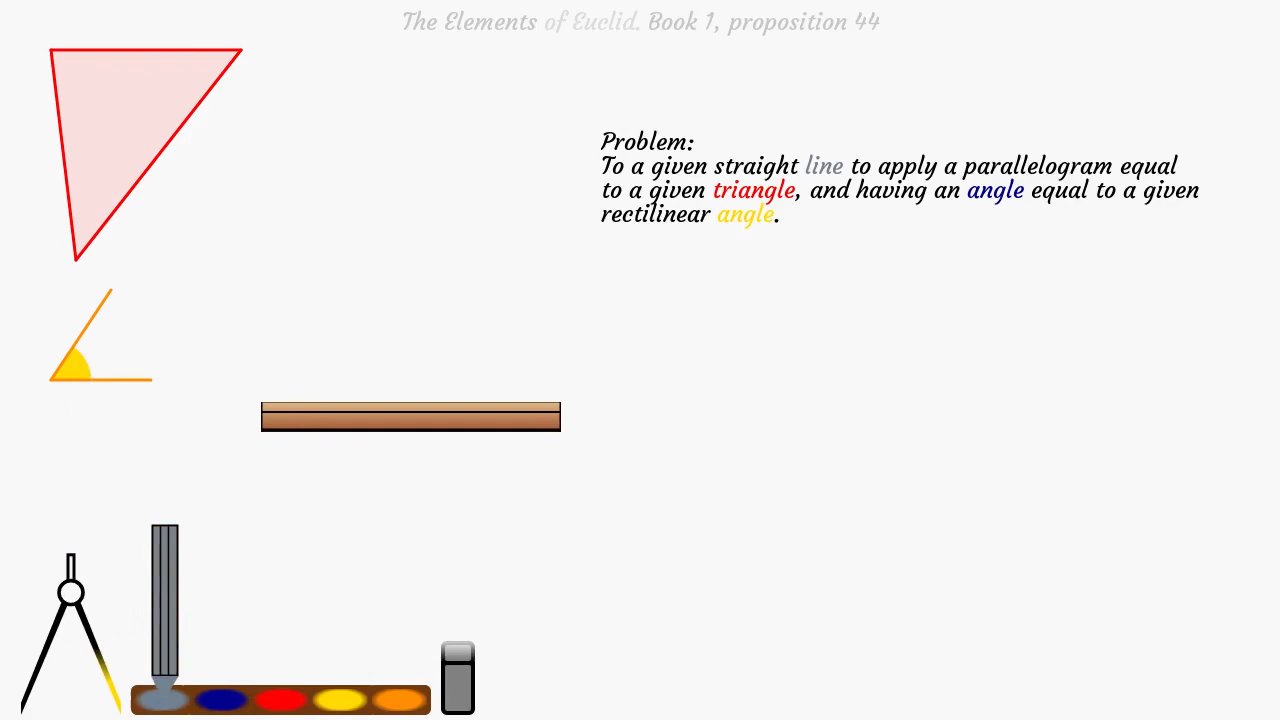 The Elements of Euclid. Book 1, proposition 44
Problem:
To a given straight line to apply a parallelogram equal
to a given triangle, and having an angle equal to a given
rectilinear angle.